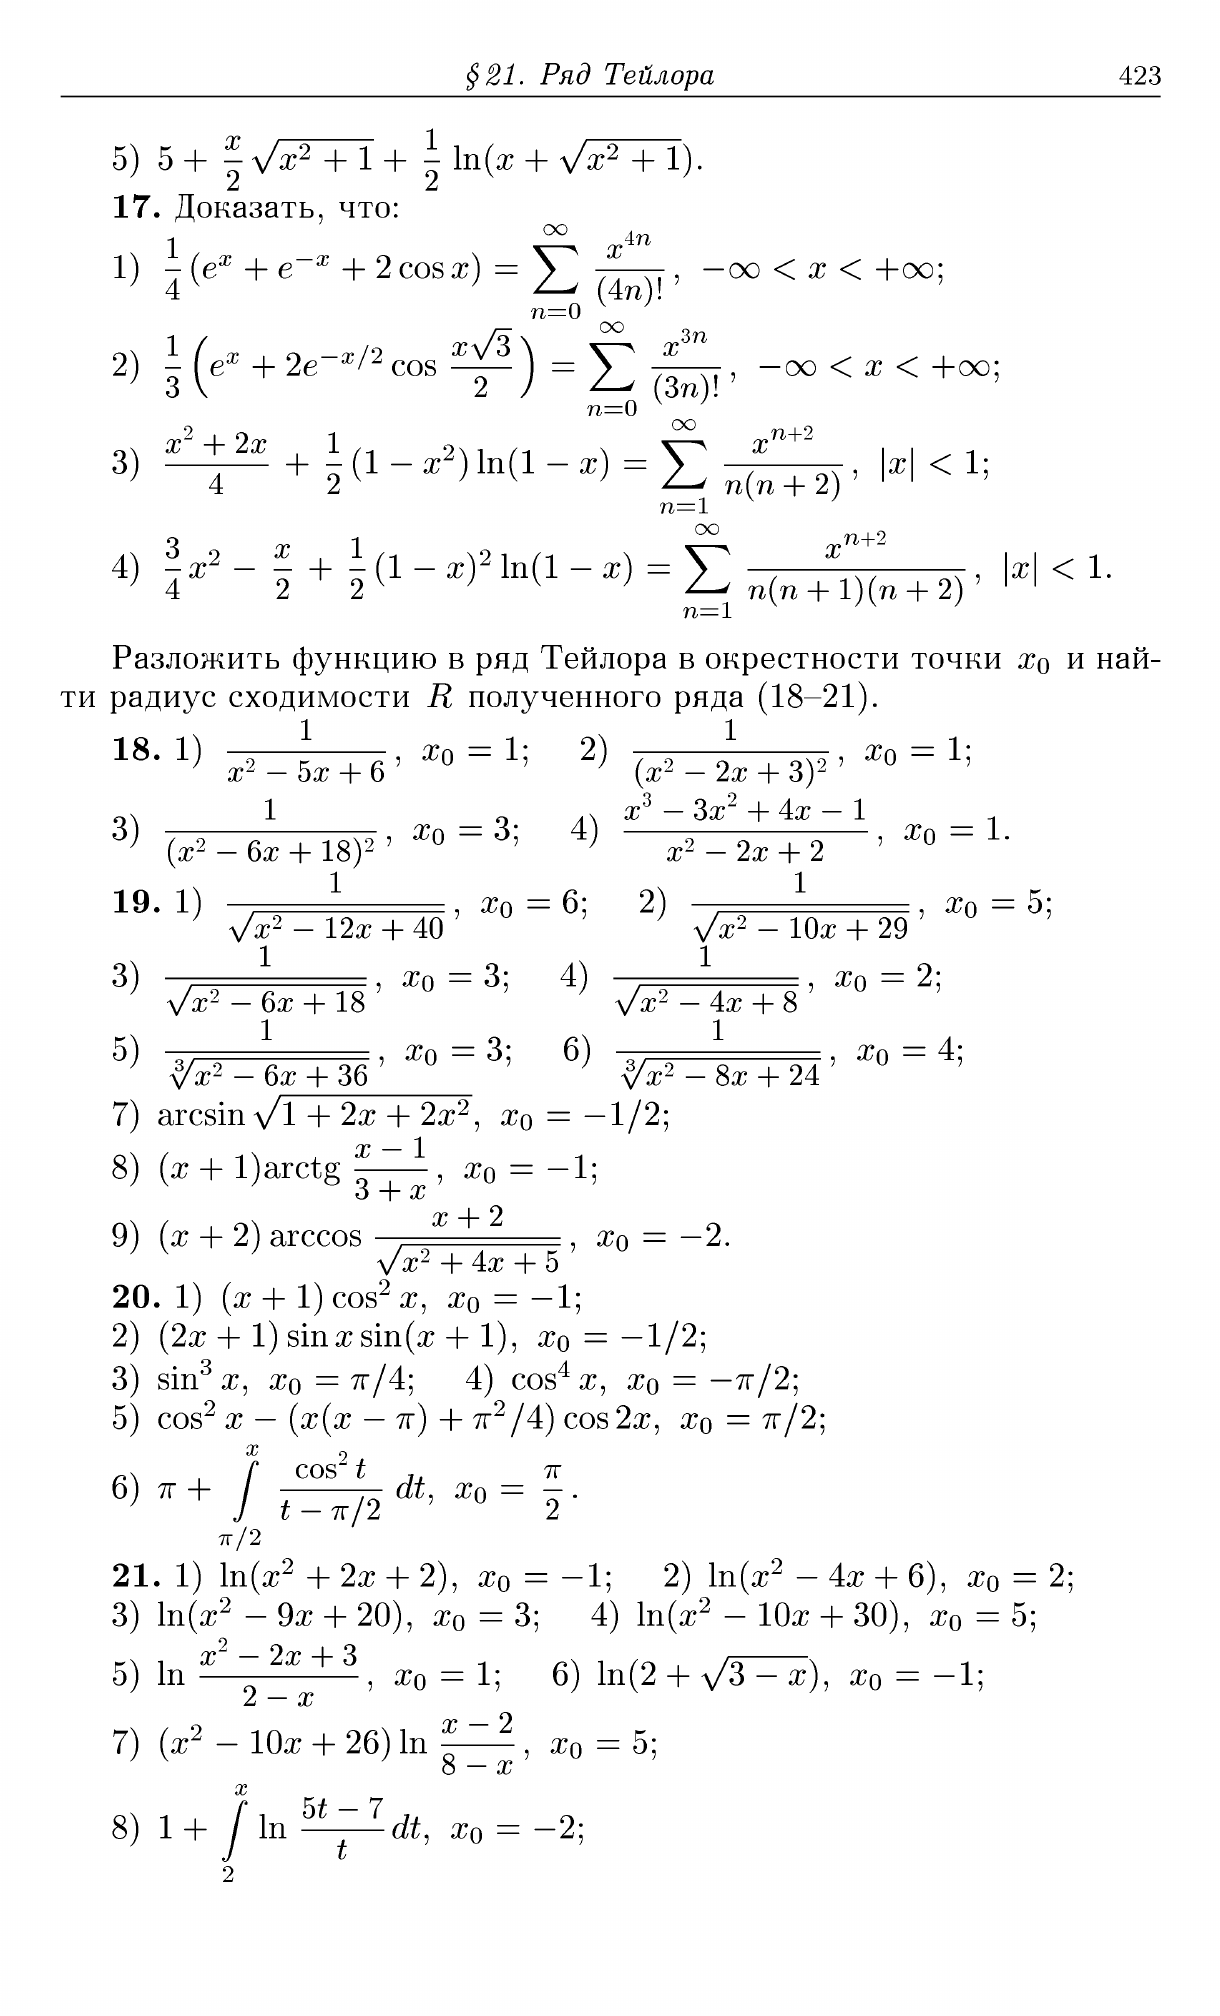 § 21. Ряд Тейлора 423
5) 5 + \frac{x}{2} \sqrt{x^2 + 1} + \frac{1}{2} \ln(x + \sqrt{x^2 + 1}).
17. Доказать, что:
1) \frac{1}{4} (e^x + e^{-x} + 2 \cos x) = \sum_{n=0}^{\infty} \frac{x^{4n}}{(4n)!}, -∞ < x < +∞;
2) \frac{1}{3} \left( e^x + 2e^{-x/2} \cos \frac{x\sqrt{3}}{2} \right) = \sum_{n=0}^{\infty} \frac{x^{3n}}{(3n)!}, -∞ < x < +∞;
3) \frac{x^2 + 2x}{4} + \frac{1}{2} (1 - x^2) \ln(1 - x) = \sum_{n=1}^{\infty} \frac{x^{n+2}}{n(n + 2)}, |x| < 1;
4) \frac{3}{4} x^2 - \frac{x}{2} + \frac{1}{2} (1 - x)^2 \ln(1 - x) = \sum_{n=1}^{\infty} \frac{x^{n+2}}{n(n + 1)(n + 2)}, |x| < 1.
Разложить функцию в ряд Тейлора в окрестности точки x_0 и най-
ти радиус сходимости R полученного ряда (18–21).
18. 1) \frac{1}{x^2 - 5x + 6}, x_0 = 1; 2) \frac{1}{(x^2 - 2x + 3)^2}, x_0 = 1;
3) \frac{1}{(x^2 - 6x + 18)^2}, x_0 = 3; 4) \frac{x^3 - 3x^2 + 4x - 1}{x^2 - 2x + 2}, x_0 = 1.
19. 1) \frac{1}{\sqrt{x^2 - 12x + 40}}, x_0 = 6; 2) \frac{1}{\sqrt{x^2 - 10x + 29}}, x_0 = 5;
3) \frac{1}{\sqrt{x^2 - 6x + 18}}, x_0 = 3; 4) \frac{1}{\sqrt{x^2 - 4x + 8}}, x_0 = 2;
5) \frac{1}{\sqrt[3]{x^2 - 6x + 36}}, x_0 = 3; 6) \frac{1}{\sqrt[3]{x^2 - 8x + 24}}, x_0 = 4;
7) arcsin \sqrt{1 + 2x + 2x^2}, x_0 = -1/2;
8) (x + 1)arctg \frac{x - 1}{3 + x}, x_0 = -1;
9) (x + 2) arccos \frac{x + 2}{\sqrt{x^2 + 4x + 5}}, x_0 = -2.
20. 1) (x + 1) cos^2 x, x_0 = -1;
2) (2x + 1) sin x sin(x + 1), x_0 = -1/2;
3) sin^3 x, x_0 = π/4; 4) cos^4 x, x_0 = -π/2;
5) cos^2 x - (x(x - π) + π^2/4) cos 2x, x_0 = π/2;
6) π + \int_{π/2}^{x} \frac{cos^2 t}{t - π/2} dt, x_0 = \frac{π}{2}.
21. 1) ln(x^2 + 2x + 2), x_0 = -1; 2) ln(x^2 - 4x + 6), x_0 = 2;
3) ln(x^2 - 9x + 20), x_0 = 3; 4) ln(x^2 - 10x + 30), x_0 = 5;
5) ln \frac{x^2 - 2x + 3}{2 - x}, x_0 = 1; 6) ln(2 + \sqrt{3 - x}), x_0 = -1;
7) (x^2 - 10x + 26) ln \frac{x - 2}{8 - x}, x_0 = 5;
8) 1 + \int_{2}^{x} ln \frac{5t - 7}{t} dt, x_0 = -2;